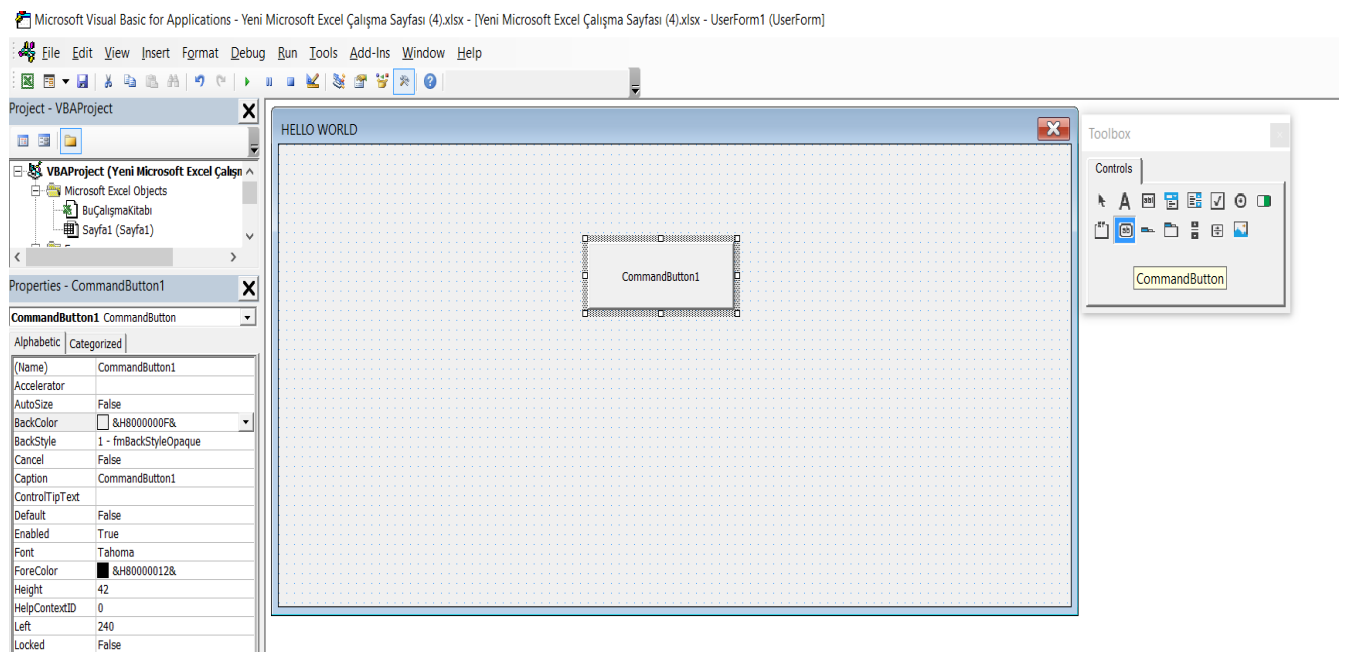 Microsoft Visual Basic for Applications - Yeni Microsoft Excel Çalışma Sayfası (4).xlsx - [Yeni Microsoft Excel Çalışma Sayfası (4).xlsx - UserForm1 (UserForm]
File Edit View Insert Format Debug Run Tools Add-Ins Window Help
Project - VBAProject
VBAProject (Yeni Microsoft Excel Çalışn
Microsoft Excel Objects
BuÇalışmaKitabı
Sayfa1 (Sayfa1)
Properties - CommandButton1
CommandButton1 CommandButton
Alphabetic Categorized
(Name) CommandButton1
Accelerator
AutoSize False
BackColor &H8000000F&
BackStyle 1 - fmBackStyleOpaque
Cancel False
Caption CommandButton1
ControlTipText
Default False
Enabled True
Font Tahoma
ForeColor &H80000012&
Height 42
HelpContextID 0
Left 240
Locked False
HELLO WORLD
CommandButton1
Toolbox
Controls
CommandButton